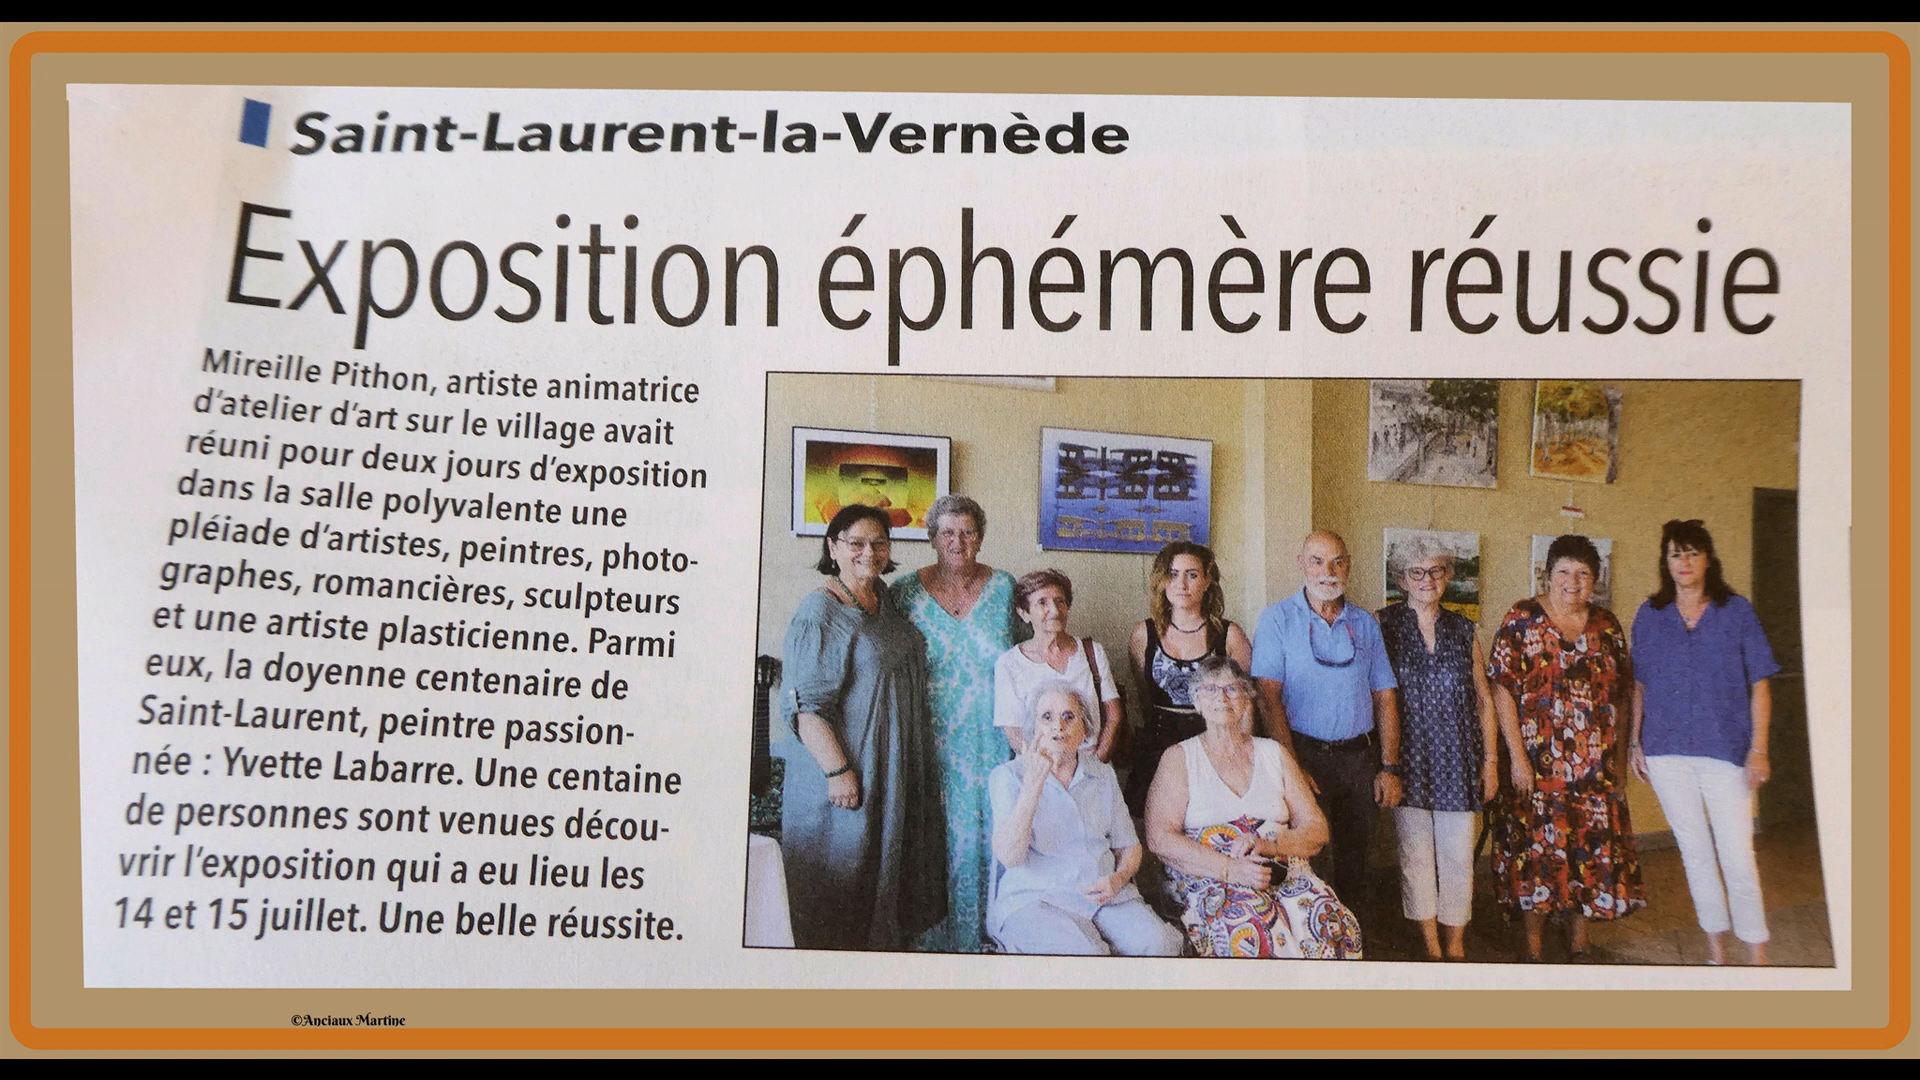 Saint-Laurent-la-Vernède
Exposition éphémère réussie
Mireille Pithon, artiste animatrice
d'atelier d'art sur le village avait
réuni pour deux jours d'exposition
dans la salle polyvalente une
pléiade d'artistes, peintres, photo-
graphes, romancières, sculpteurs
et une artiste plasticienne. Parmi
eux, la doyenne centenaire de
Saint-Laurent, peintre passion-
née : Yvette Labarre. Une centaine
de personnes sont venues décou-
vrir l'exposition qui a eu lieu les
14 et 15 juillet. Une belle réussite.
©Anciaux Martine